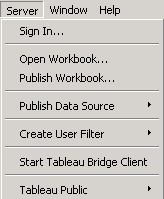 Server Window Help
Sign In...
Open Workbook...
Publish Workbook...
Publish Data Source
Create User Filter
Start Tableau Bridge Client
Tableau Public